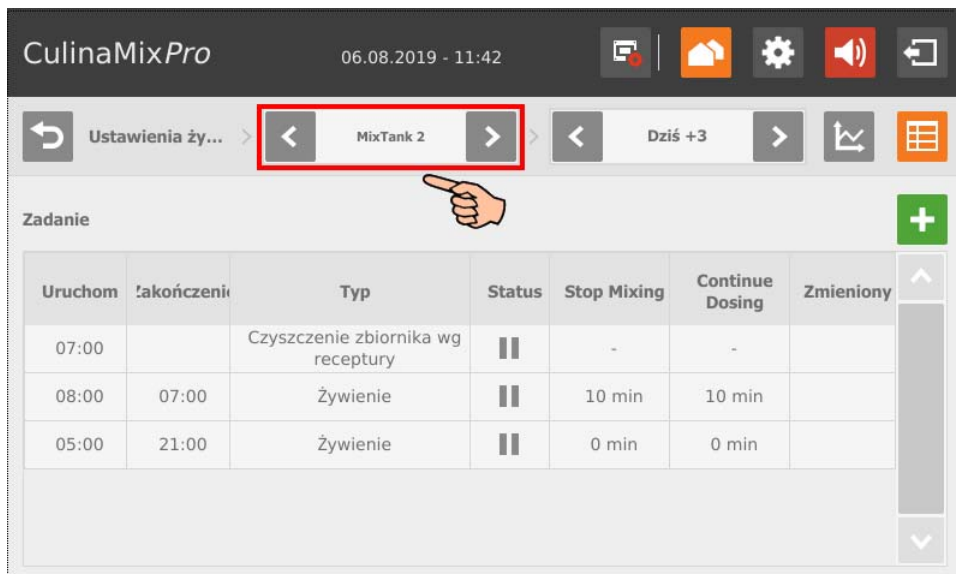 CulinaMixPro 06.08.2019 - 11:42
Ustawienia ży... > MixTank 2 > Dziś +3
Zadanie
Uruchom Zakończenie Typ Status Stop Mixing Continue Dosing Zmieniony
07:00 Czyszczenie zbiornika wg receptury - -
08:00 07:00 Żywienie 10 min 10 min
05:00 21:00 Żywienie 0 min 0 min